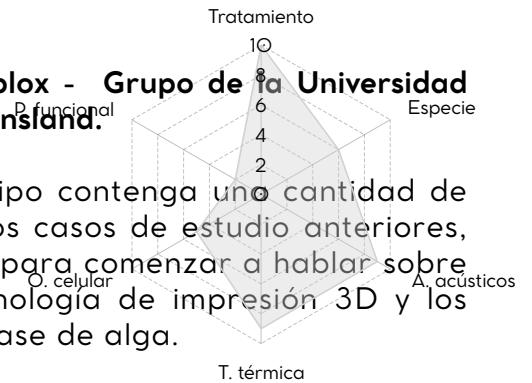 Tratamiento
10
8
6
4
2
0
Especie
A. acústicos
T. térmica
O. celular
P. funcional
blox - Grupo de la Universidad
nsland.
ipo contenga una cantidad de
os casos de estudio anteriores,
para comenzar a hablar sobre
nología de impresión 3D y los
ase de alga.